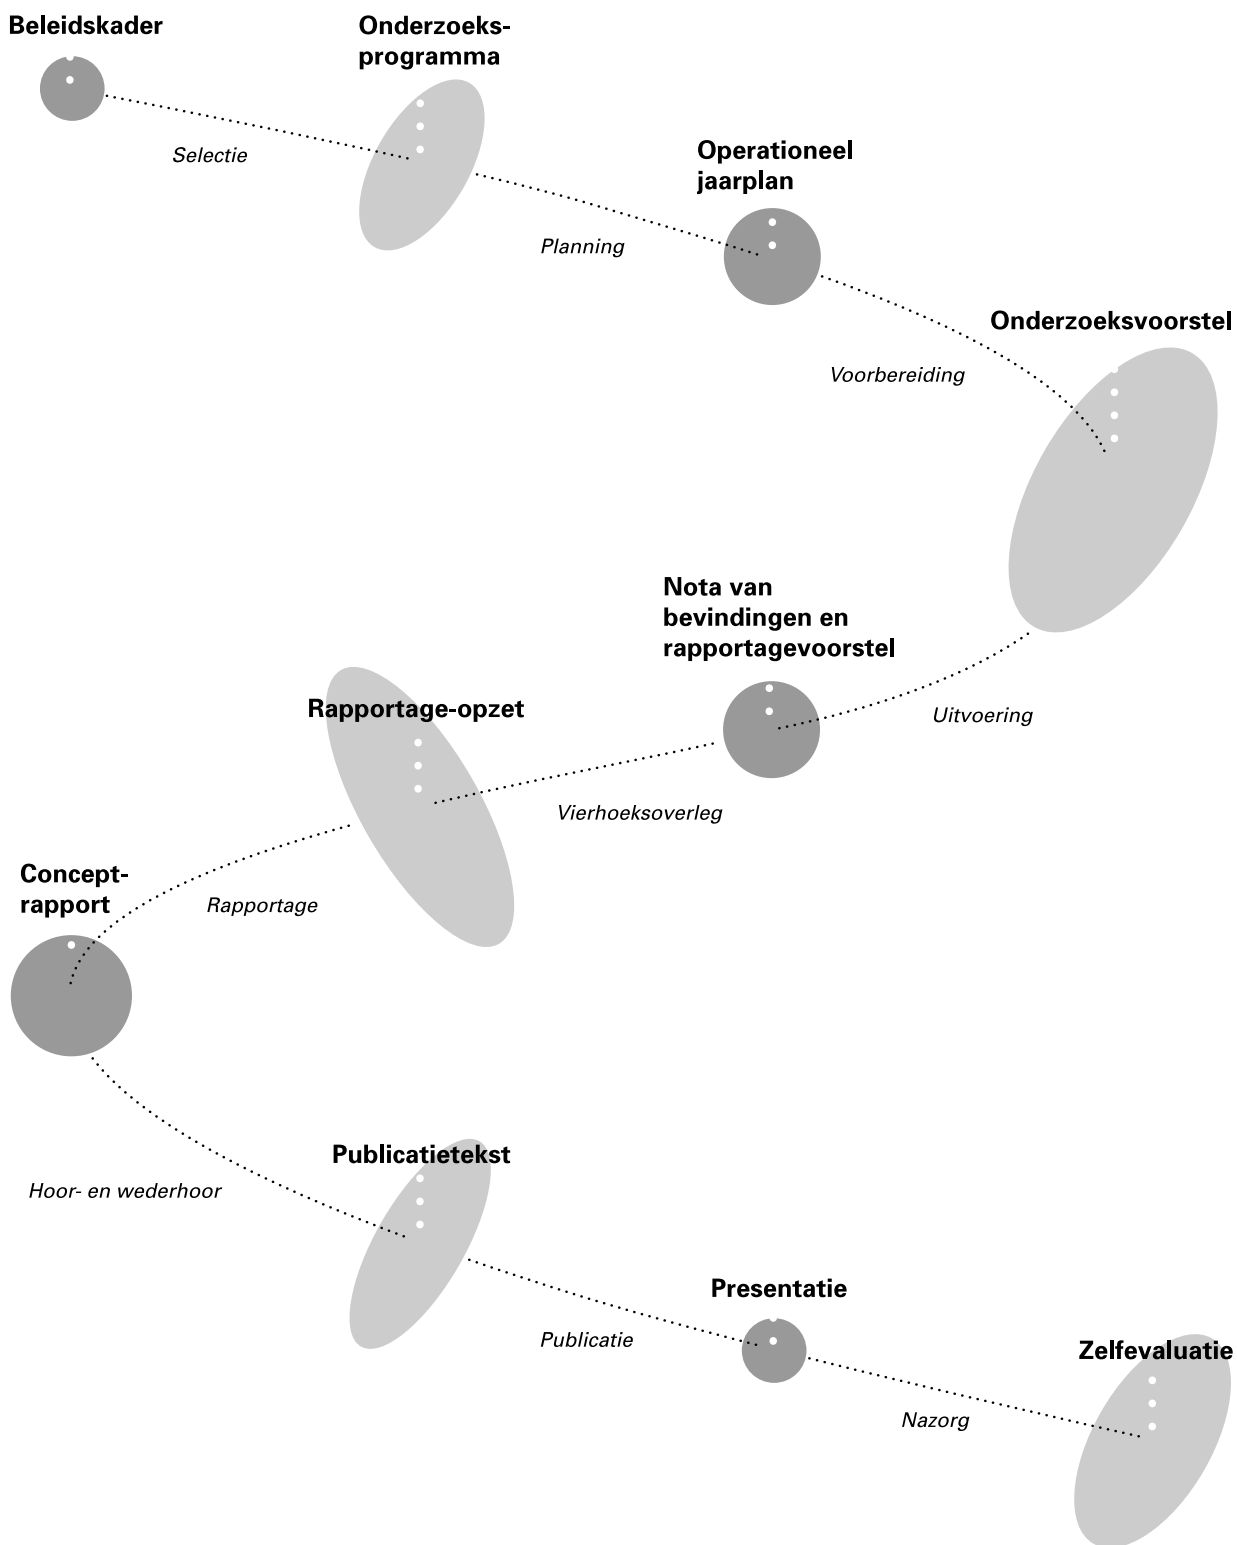 Beleidskader
Onderzoeks-
programma
Selectie
Operationeel
jaarplan
Planning
Onderzoeksvoorstel
Voorbereiding
Nota van
bevindingen en
rapportagevoorstel
Uitvoering
Rapportage-opzet
Vierhoeksoverleg
Concept-
rapport
Rapportage
Hoor- en wederhoor
Publicatietekst
Publicatie
Presentatie
Nazorg
Zelfevaluatie